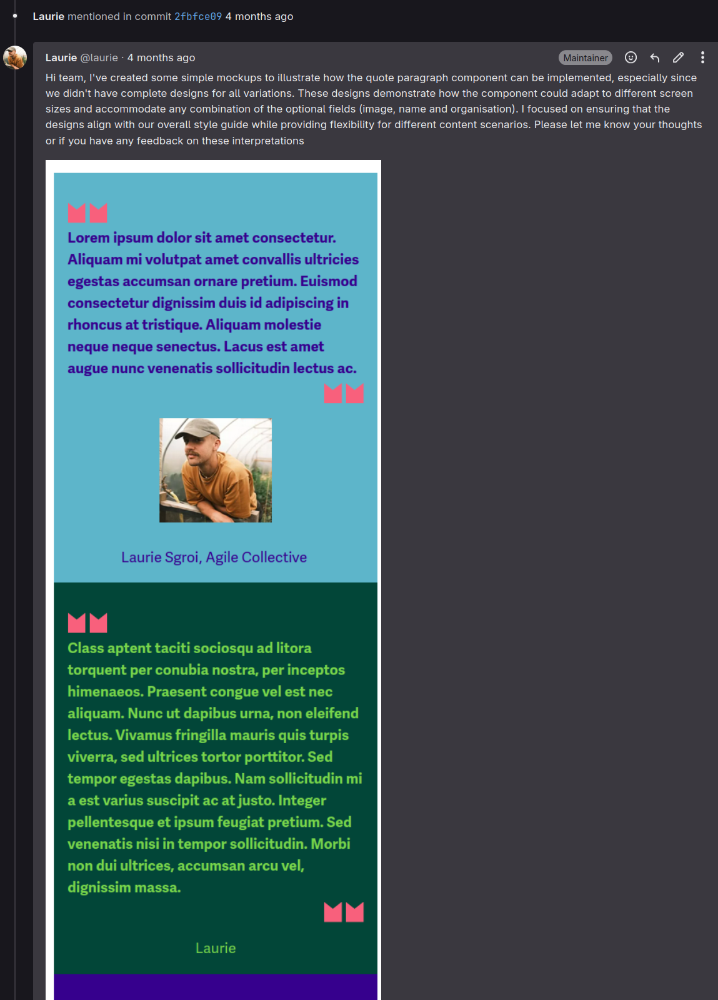 Laurie mentioned in commit 2fbfce09 4 months ago
Laurie @laurie · 4 months ago
Maintainer
Hi team, I've created some simple mockups to illustrate how the quote paragraph component can be implemented, especially since
we didn't have complete designs for all variations. These designs demonstrate how the component could adapt to different screen
sizes and accommodate any combination of the optional fields (image, name and organisation). I focused on ensuring that the
designs align with our overall style guide while providing flexibility for different content scenarios. Please let me know your thoughts
or if you have any feedback on these interpretations
Lorem ipsum dolor sit amet consectetur.
Aliquam mi volutpat amet convallis ultricies
egestas accumsan ornare pretium. Euismod
consectetur dignissim duis id adipiscing in
rhoncus at tristique. Aliquam molestie
neque neque senectus. Lacus est amet
augue nunc venenatis sollicitudin lectus ac.
Laurie Sgroi, Agile Collective
Class aptent taciti sociosqu ad litora
torquent per conubia nostra, per inceptos
himenaeos. Praesent congue vel est nec
aliquam. Nunc ut dapibus urna, non eleifend
lectus. Vivamus fringilla mauris quis turpis
viverra, sed ultrices tortor porttitor. Sed
tempor egestas dapibus. Nam sollicitudin mi
a est varius suscipit ac at justo. Integer
pellentesque et ipsum feugiat pretium. Sed
venenatis nisi in tempor sollicitudin. Morbi
non dui ultrices, accumsan arcu vel,
dignissim massa.
Laurie